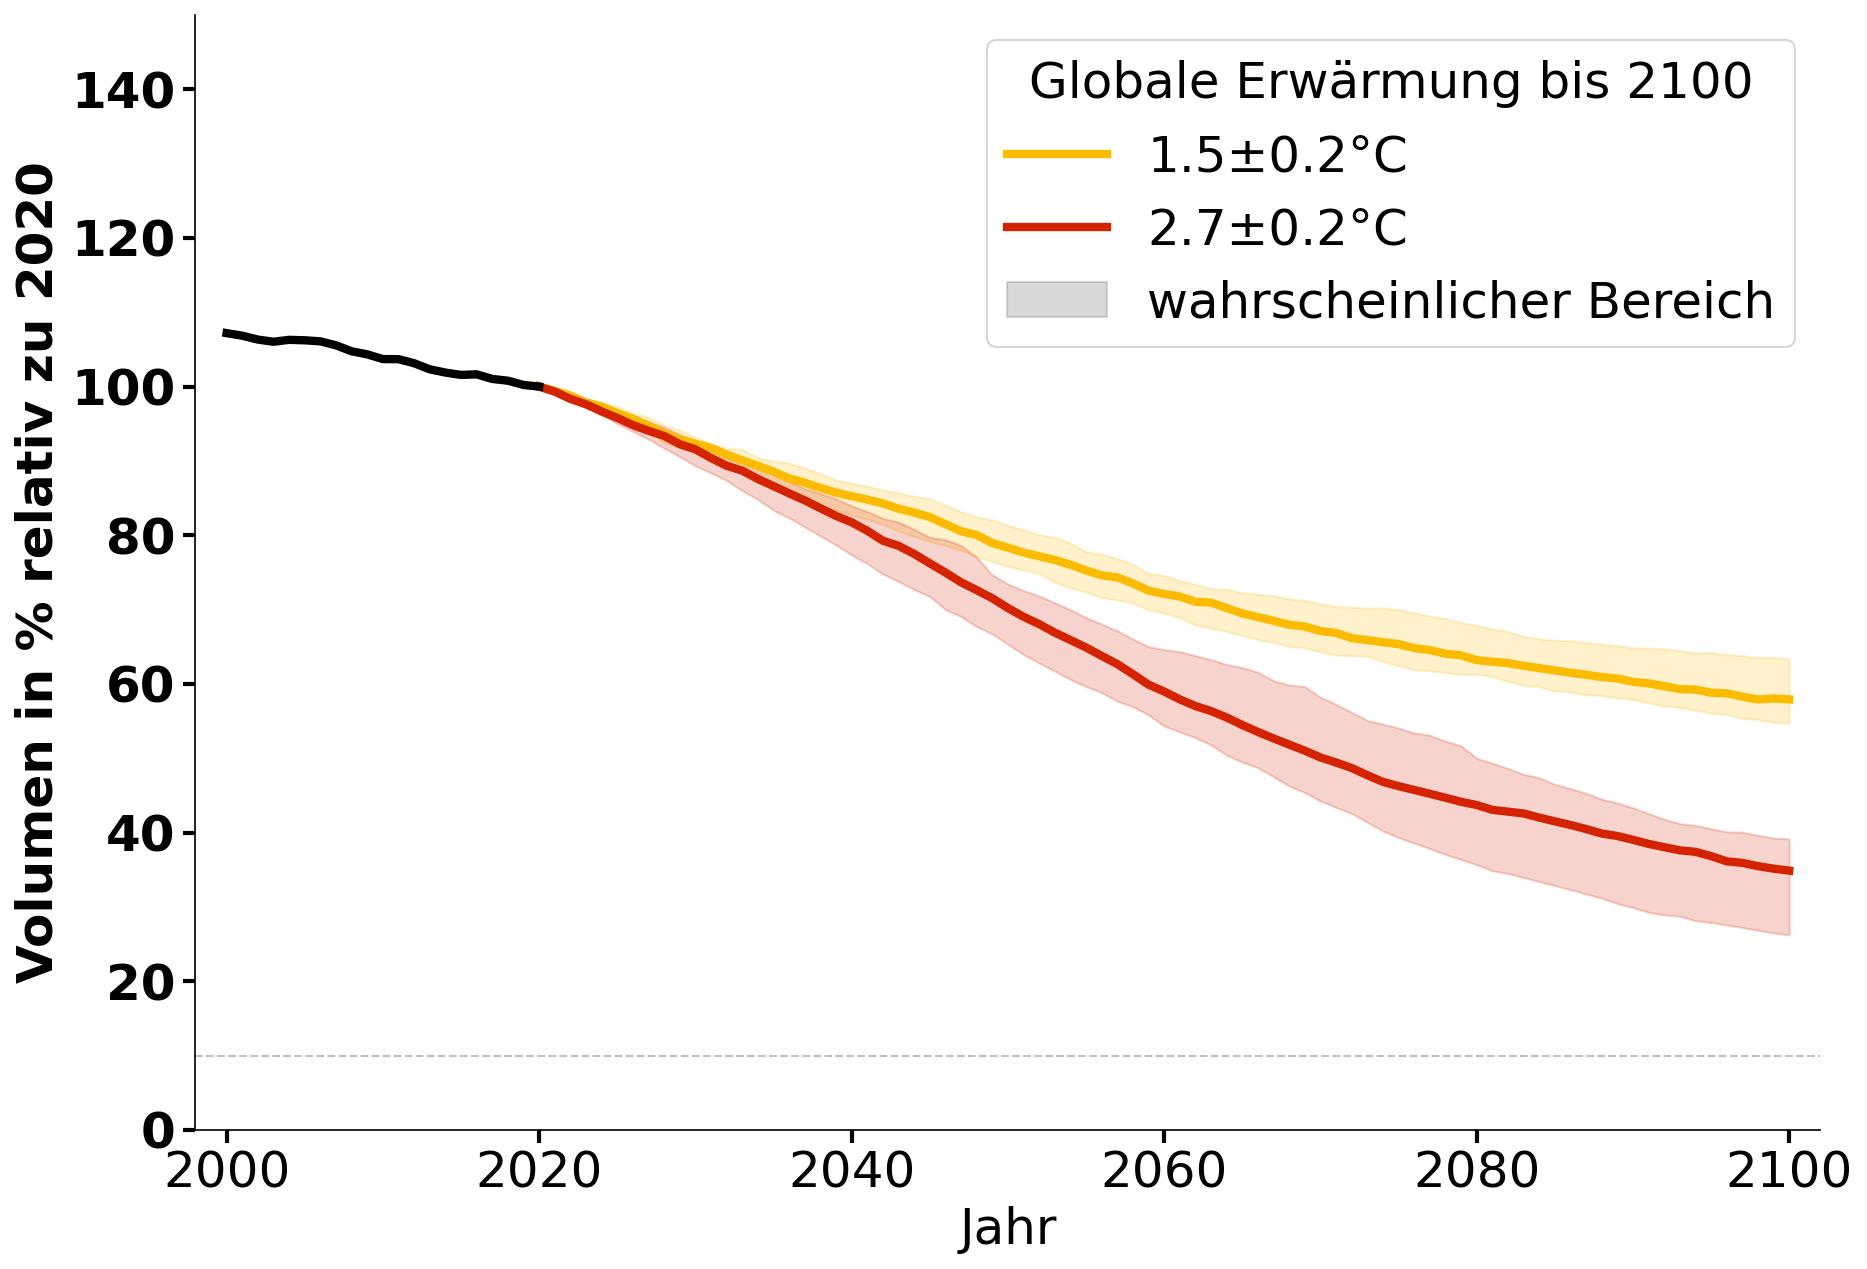 Globale Erwärmung bis 2100
1.5±0.2°C
2.7±0.2°C
wahrscheinlicher Bereich
Volumen in % relativ zu 2020
140
120
100
80
60
40
20
0
2000 2020 2040 2060 2080 2100
Jahr